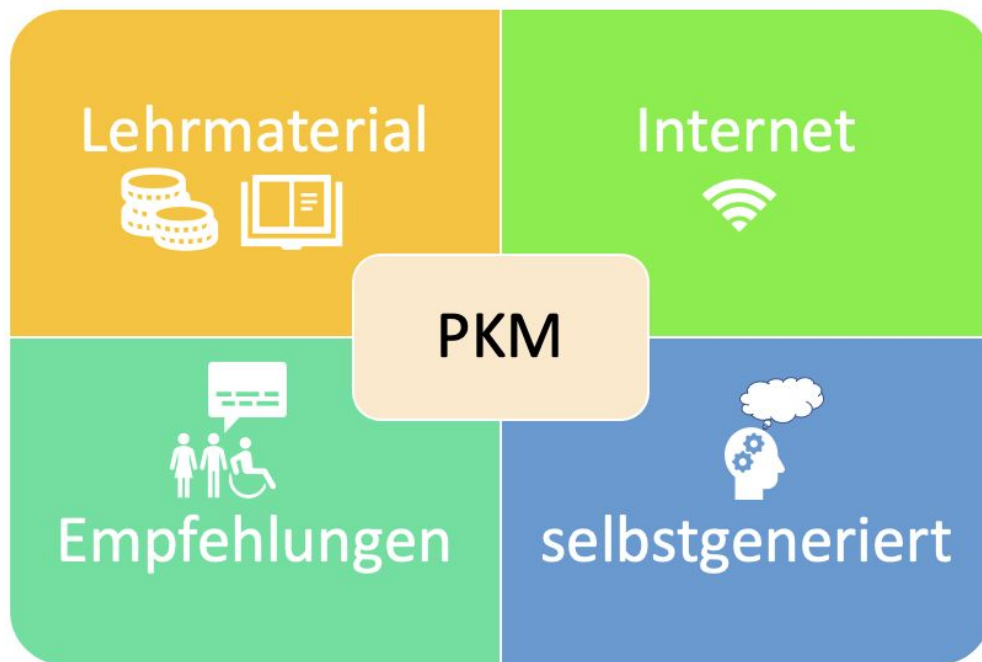 Lehrmaterial
Internet
PKM
Empfehlungen
selbstgeneriert